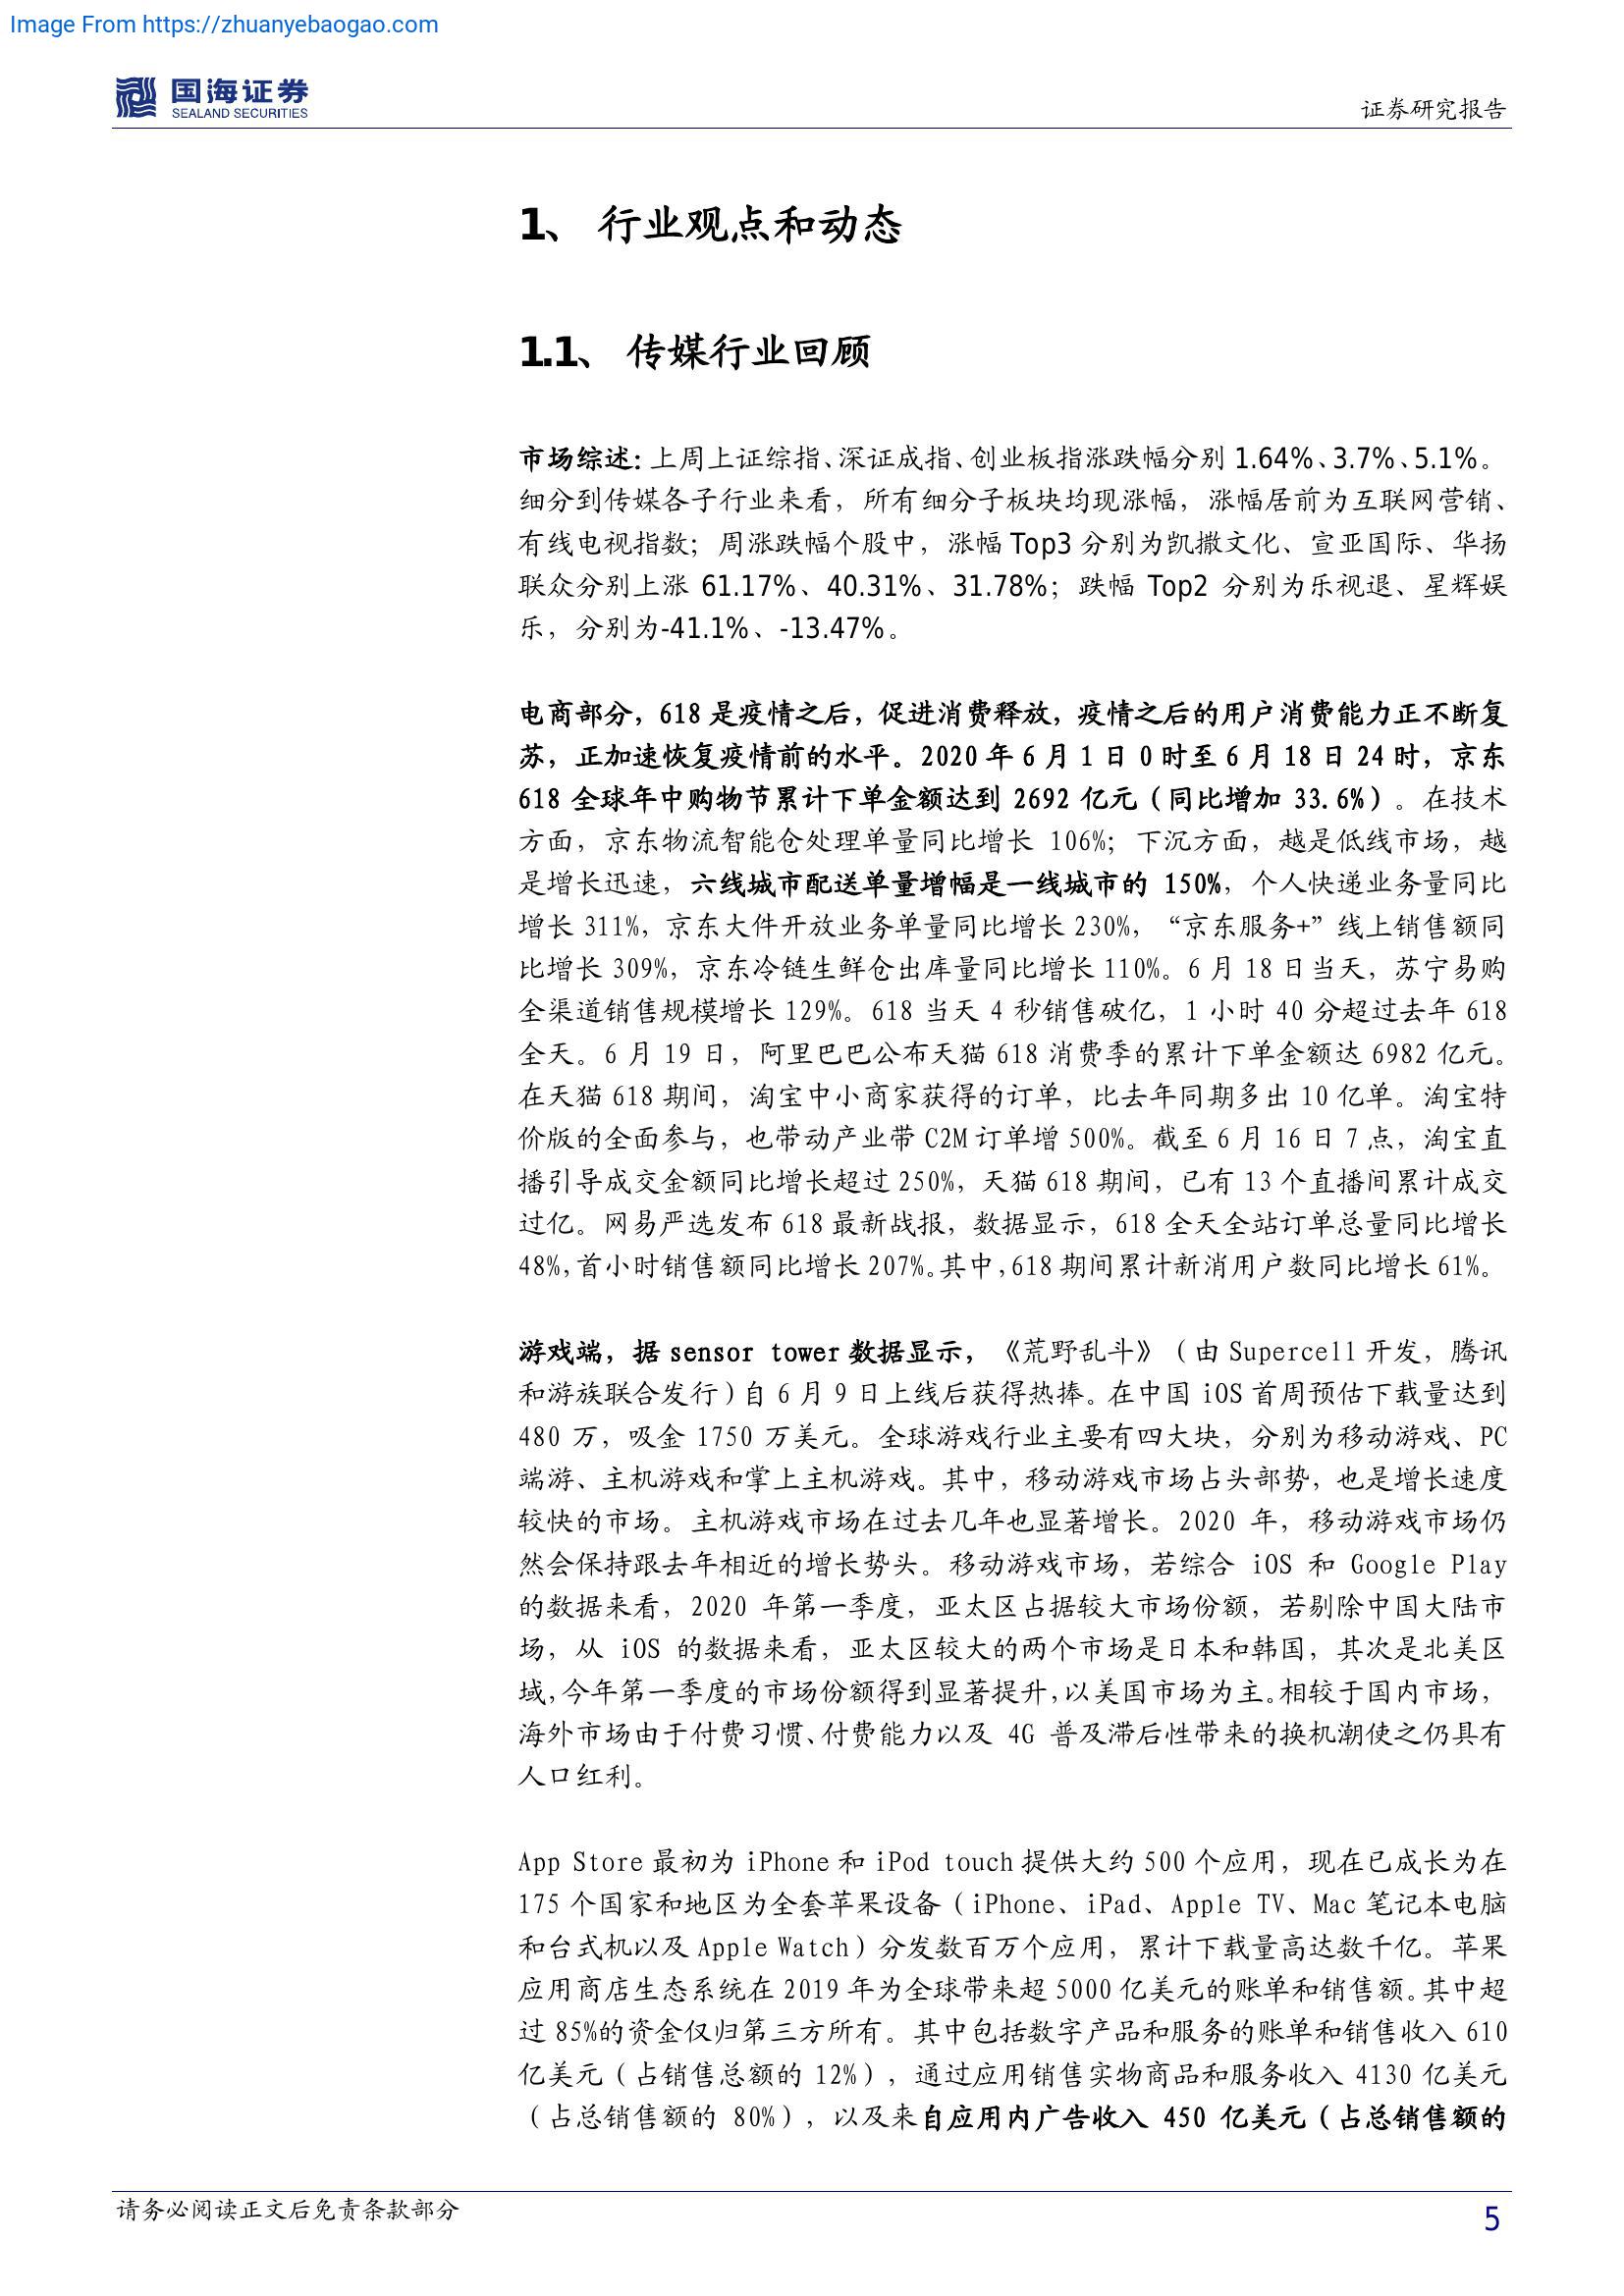 Image From https://zhuanyebaogao.com
国海证券
SEALAND SECURITIES
证券研究报告
1、 行业观点和动态
1.1、 传媒行业回顾
市场综述：上周上证综指、深证成指、创业板指涨跌幅分别 1.64%、3.7%、5.1%。
细分到传媒各子行业来看，所有细分子板块均现涨幅，涨幅居前为互联网营销、
有线电视指数；周涨跌幅个股中，涨幅 Top3 分别为凯撒文化、宣亚国际、华扬
联众分别上涨 61.17%、40.31%、31.78%；跌幅 Top2 分别为乐视退、星辉娱
乐，分别为-41.1%、-13.47%。
电商部分，618 是疫情之后，促进消费释放，疫情之后的用户消费能力正不断复
苏，正加速恢复疫情前的水平。2020 年 6 月 1 日 0 时至 6 月 18 日 24 时，京东
618 全球年中购物节累计下单金额达到 2692 亿元（同比增加 33.6%）。在技术
方面，京东物流智能仓处理单量同比增长 106%；下沉方面，越是低线市场，越
是增长迅速，六线城市配送单量增幅是一线城市的 150%，个人快递业务量同比
增长 311%，京东大件开放业务单量同比增长 230%，“京东服务+”线上销售额同
比增长 309%，京东冷链生鲜仓出库量同比增长 110%。6 月 18 日当天，苏宁易购
全渠道销售规模增长 129%。618 当天 4 秒销售破亿，1 小时 40 分超过去年 618
全天。6 月 19 日，阿里巴巴公布天猫 618 消费季的累计下单金额达 6982 亿元。
在天猫 618 期间，淘宝中小商家获得的订单，比去年同期多出 10 亿单。淘宝特
价版的全面参与，也带动产业带 C2M 订单增 500%。截至 6 月 16 日 7 点，淘宝直
播引导成交金额同比增长超过 250%，天猫 618 期间，已有 13 个直播间累计成交
过亿。网易严选发布 618 最新战报，数据显示，618 全天全站订单总量同比增长
48%，首小时销售额同比增长 207%。其中，618 期间累计新消用户数同比增长 61%。
游戏端，据 sensor tower 数据显示，《荒野乱斗》（由 Supercell 开发，腾讯
和游族联合发行）自 6 月 9 日上线后获得热捧。在中国 iOS 首周预估下载量达到
480 万，吸金 1750 万美元。全球游戏行业主要有四大块，分别为移动游戏、PC
端游、主机游戏和掌上主机游戏。其中，移动游戏市场占头部势，也是增长速度
较快的市场。主机游戏市场在过去几年也显著增长。2020 年，移动游戏市场仍
然会保持跟去年相近的增长势头。移动游戏市场，若综合 iOS 和 Google Play
的数据来看，2020 年第一季度，亚太区占据较大市场份额，若剔除中国大陆市
场，从 iOS 的数据来看，亚太区较大的两个市场是日本和韩国，其次是北美区
域，今年第一季度的市场份额得到显著提升，以美国市场为主。相较于国内市场，
海外市场由于付费习惯、付费能力以及 4G 普及滞后性带来的换机潮使之仍具有
人口红利。
App Store 最初为 iPhone 和 iPod touch 提供大约 500 个应用，现在已成长为在
175 个国家和地区为全套苹果设备（iPhone、iPad、Apple TV、Mac 笔记本电脑
和台式机以及 Apple Watch）分发数百万个应用，累计下载量高达数千亿。苹果
应用商店生态系统在 2019 年为全球带来超 5000 亿美元的账单和销售额。其中超
过 85%的资金仅归第三方所有。其中包括数字产品和服务的账单和销售收入 610
亿美元（占销售总额的 12%），通过应用销售实物商品和服务收入 4130 亿美元
（占总销售额的 80%），以及来自应用内广告收入 450 亿美元（占总销售额的
请务必阅读正文后免责条款部分
5